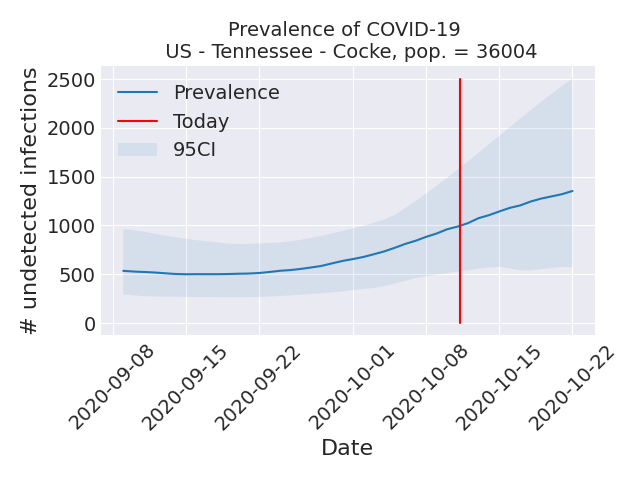 Prevalence of COVID-19
US - Tennessee - Cocke, pop. = 36004
# undetected infections
2500
2000
1500
1000
500
0
Prevalence
Today
95CI
2020-09-08
2020-09-15
2020-09-22
2020-10-01
2020-10-08
2020-10-15
2020-10-22
Date